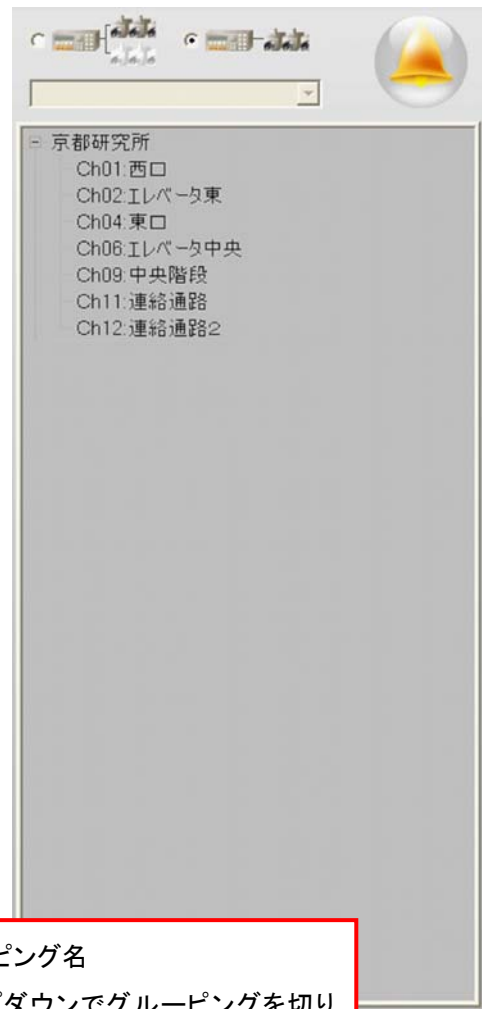 京都研究所
Ch01:西口
Ch02:エレベータ東
Ch04:東口
Ch06:エレベータ中央
Ch09:中央階段
Ch11:連絡通路
Ch12:連絡通路2
ピング名
プダウンでグルーピングを切り